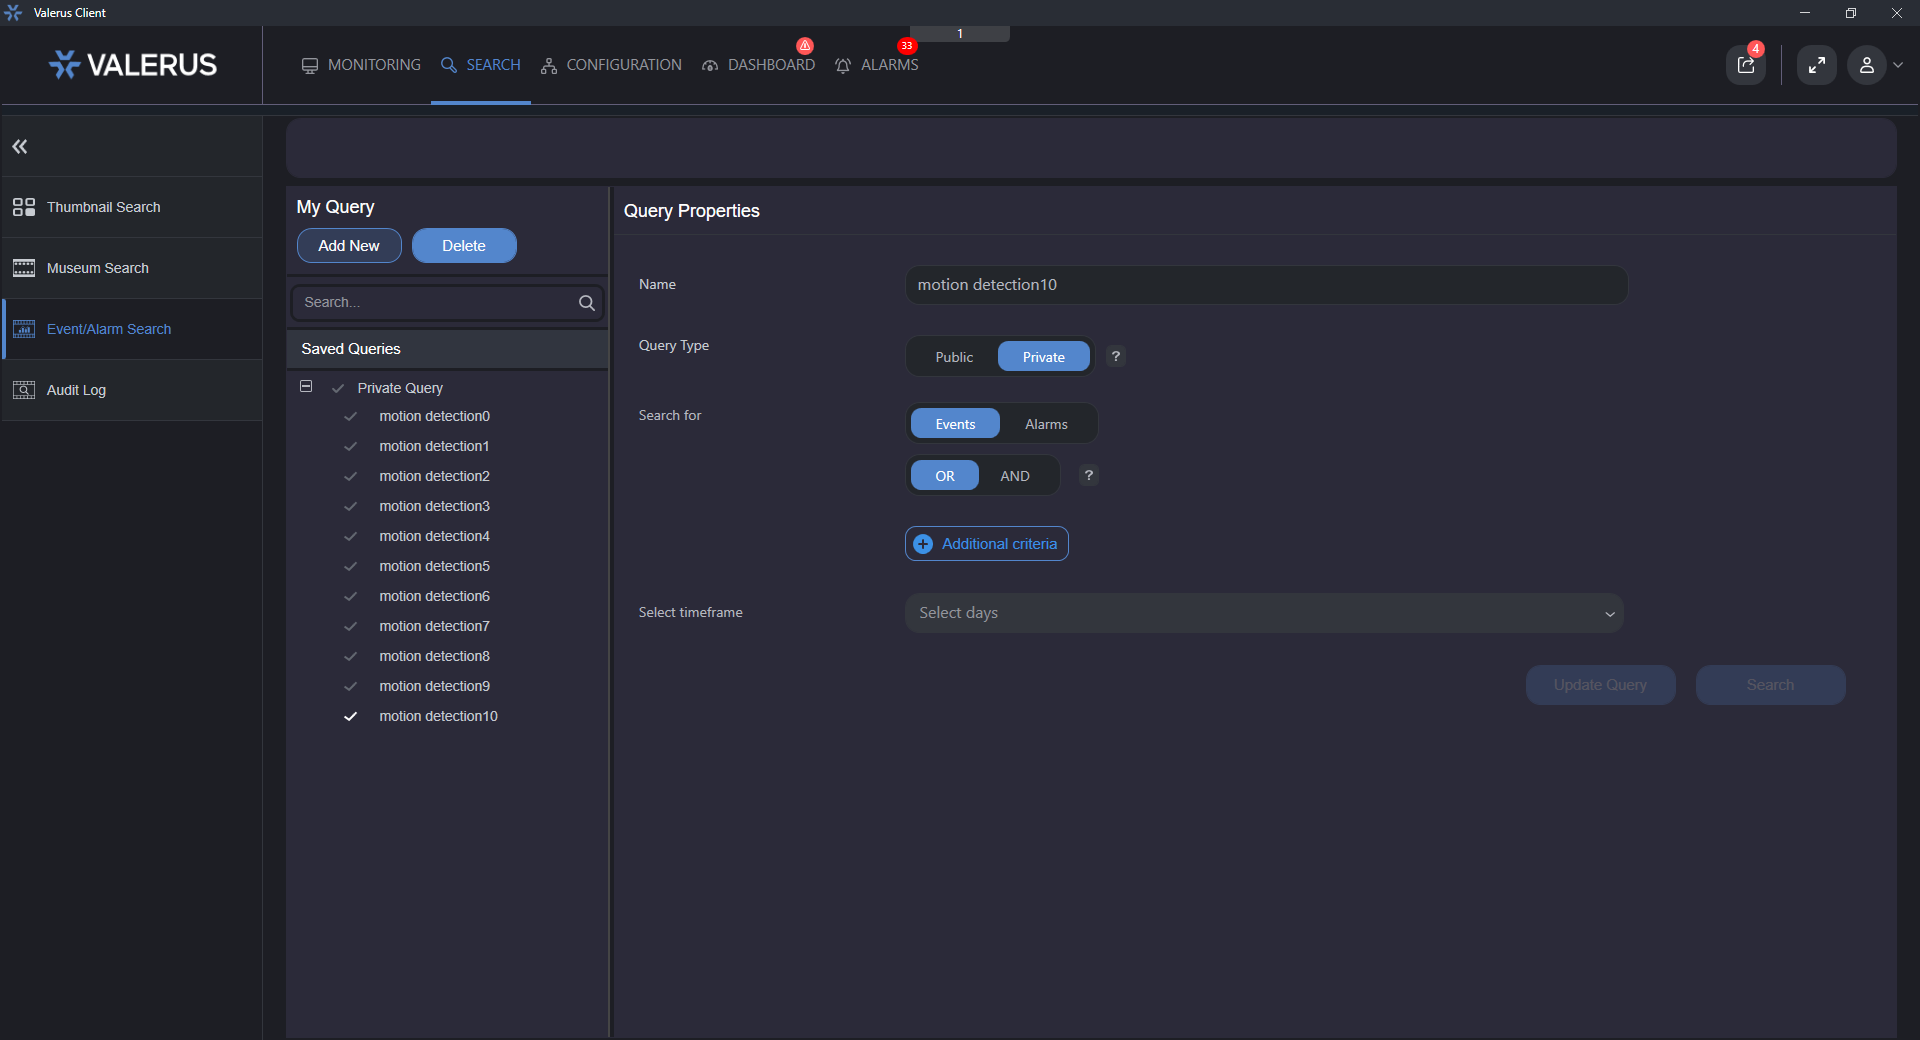 Valerus Client
1
VALERUS
MONITORING
SEARCH
CONFIGURATION
DASHBOARD
33
ALARMS
4
Thumbnail Search
Museum Search
Event/Alarm Search
Audit Log
My Query
Add New
Delete
Search...
Saved Queries
Private Query
motion detection0
motion detection1
motion detection2
motion detection3
motion detection4
motion detection5
motion detection6
motion detection7
motion detection8
motion detection9
motion detection10
Query Properties
Name
motion detection10
Query Type
Public
Private
?
Search for
Events
Alarms
OR
AND
?
Additional criteria
Select timeframe
Select days
Update Query
Search